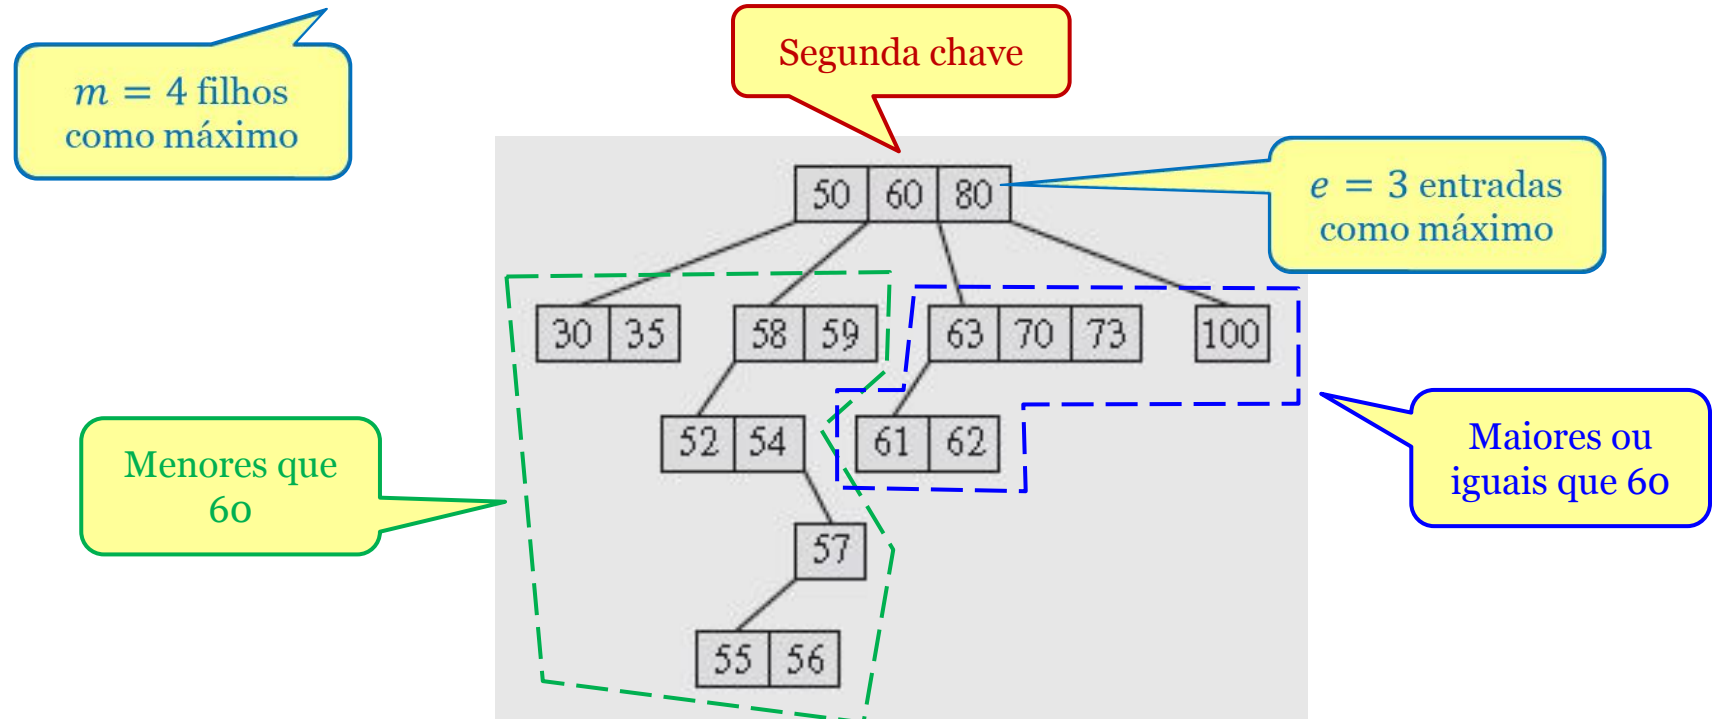 m = 4 filhos
como máximo
Segunda chave
e = 3 entradas
como máximo
50 60 80
30 35
58 59
63 70 73
100
52 54
61 62
Menores que
60
Maiores ou
iguais que 60
57
55 56